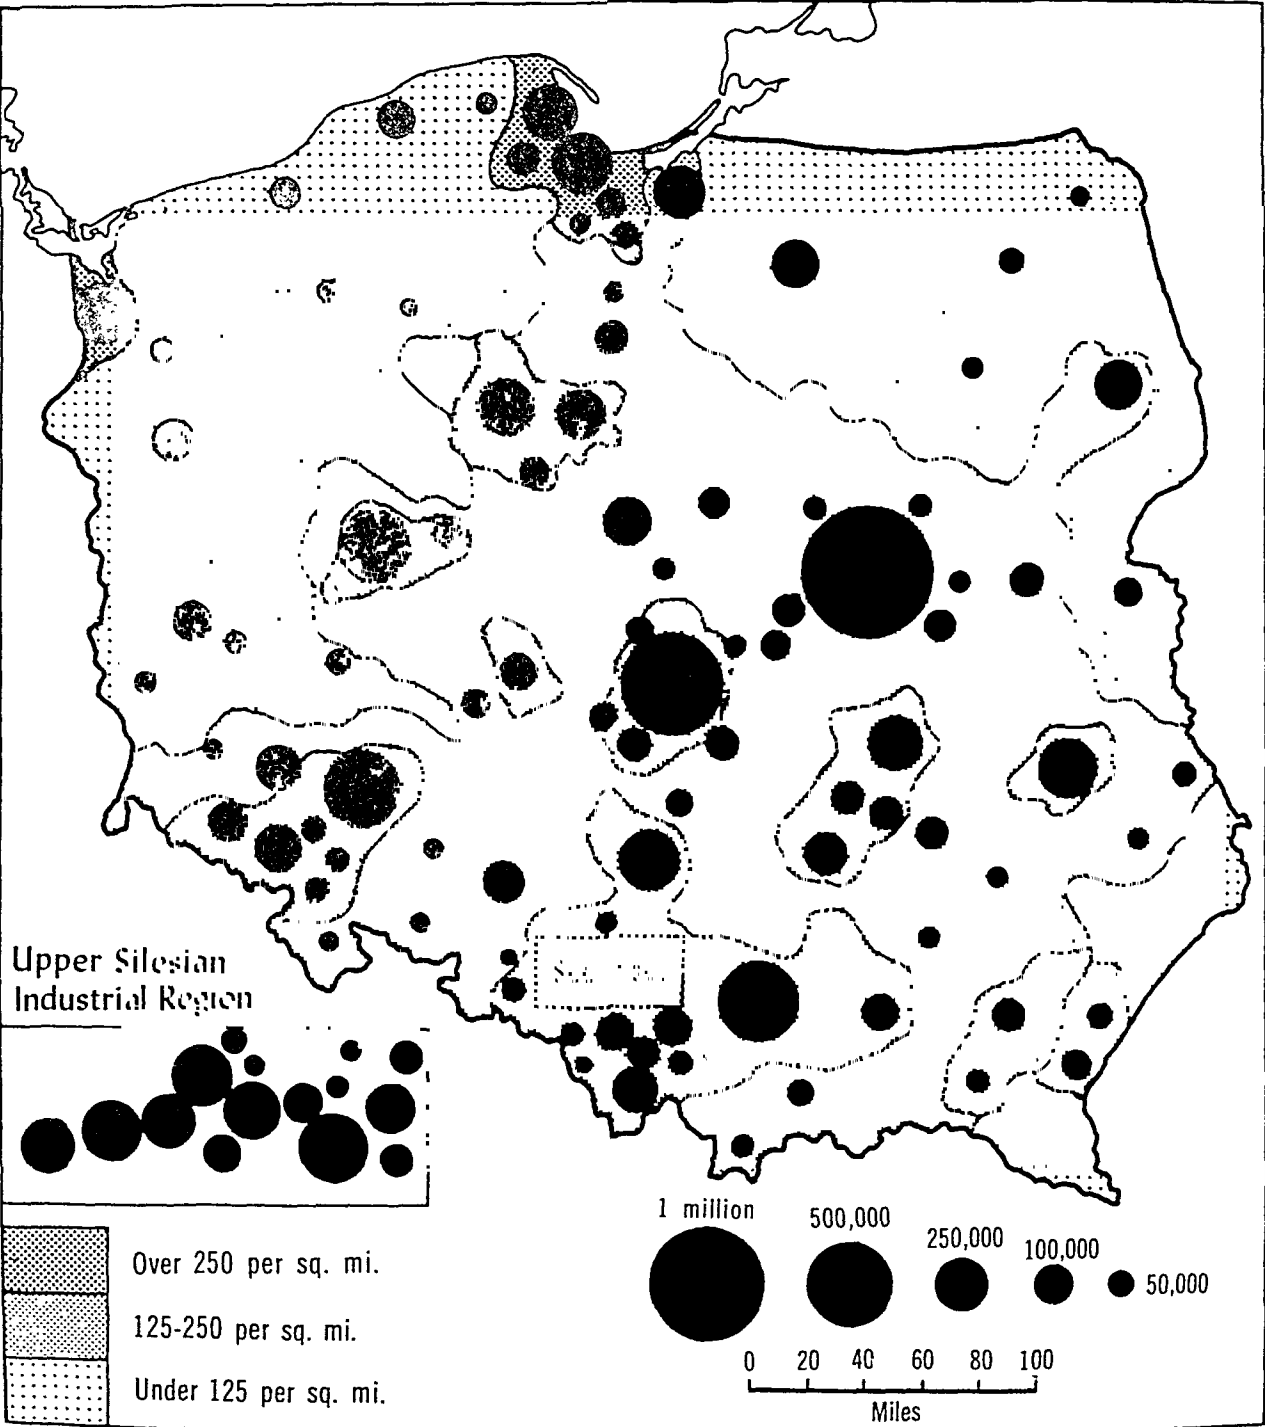 Upper Silesian
Industrial Region
Over 250 per sq. mi.
125-250 per sq. mi.
Under 125 per sq. mi.
1 million
500,000
250,000
100,000
50,000
0 20 40 60 80 100
Miles